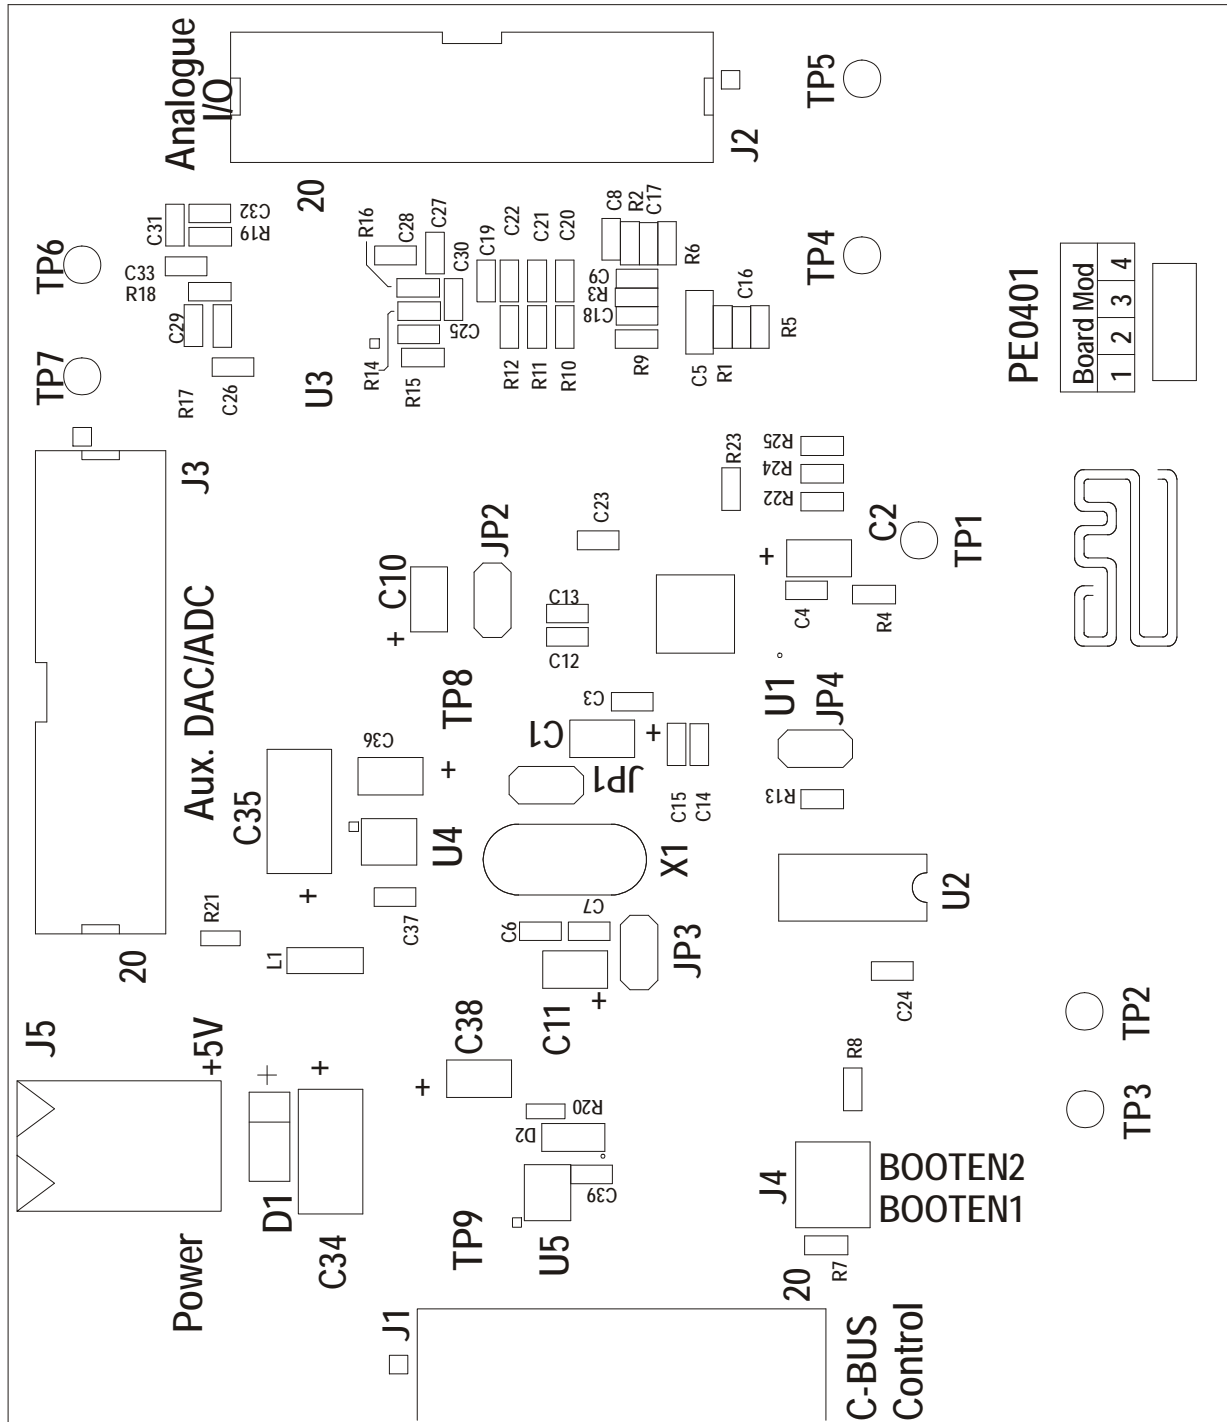 Analogue
I/O
J2
20
TP5
TP6
TP7
TP4
C31
C32
R19
C33
R18
C29
R17
C26
R16
C28
C27
C30
C25
R14
R15
U3
C19
C22
C21
C20
R12
R11
R10
C8
R2
C17
R6
C9
R3
C18
R9
C5
R1
C16
R5
PE0401
Board Mod
1 2 3 4
J3
20
Aux. DAC/ADC
C10
+
JP2
TP8
C23
C13
C12
R23
R25
R24
R22
C2
+
TP1
C4
R4
U1
JP4
R13
C3
C1
+
JP1
C15
C14
C36
+
C35
+
U4
C37
X1
R21
L1
C6
C7
C11
+
JP3
U2
C24
J5
+5V
Power
D1
+
C34
+
C38
+
R20
D2
C39
TP9
U5
R8
J4
BOOTEN2
BOOTEN1
R7
TP2
TP3
J1
20
C-BUS
Control